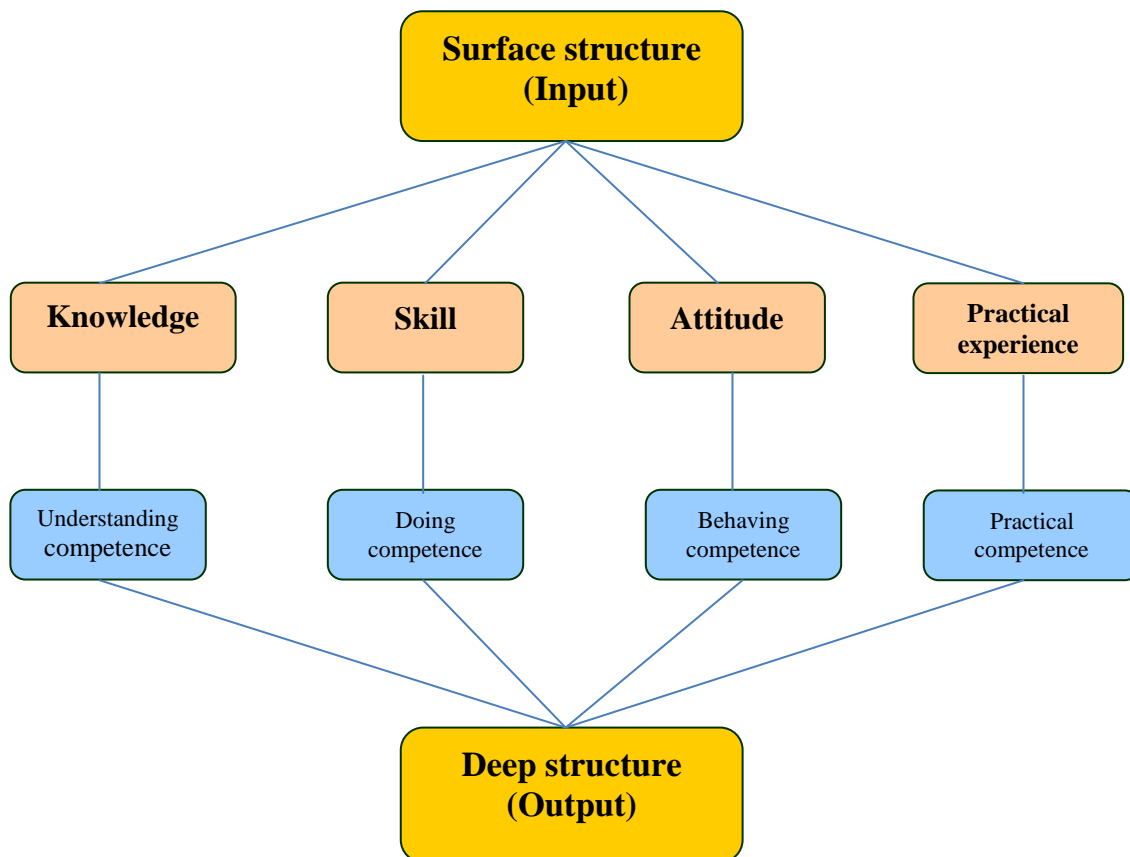 Surface structure
(Input)
Knowledge
Skill
Attitude
Practical
experience
Understanding
competence
Doing
competence
Behaving
competence
Practical
competence
Deep structure
(Output)